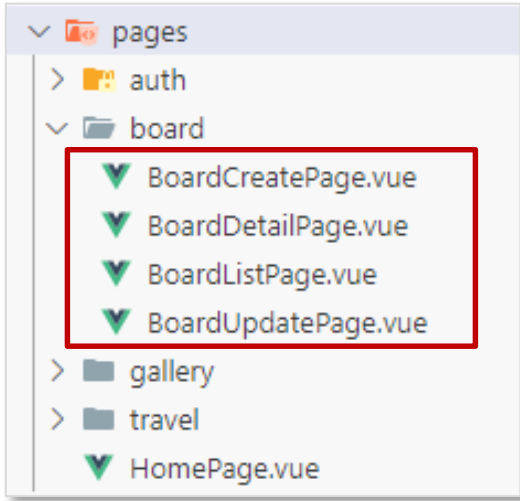 pages
auth
board
BoardCreatePage.vue
BoardDetailPage.vue
BoardListPage.vue
BoardUpdatePage.vue
gallery
travel
HomePage.vue